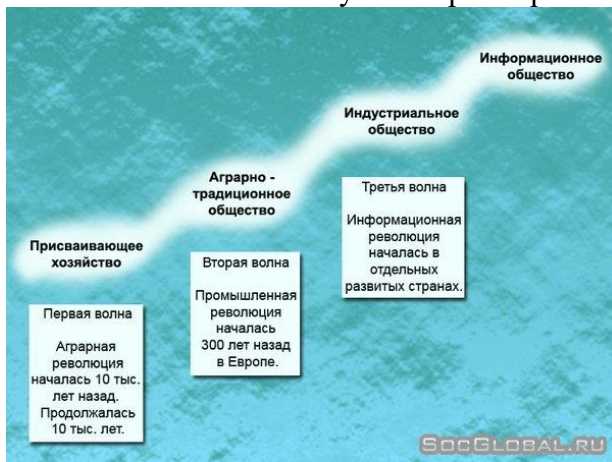 Информационное
общество
Индустриальное
общество
Аграрно -
традиционное
общество
Присваивающее
хозяйство
Третья волна
Информационная
революция
началась в
отдельных
развитых странах.
Вторая волна
Промышленная
революция
началась
300 лет назад
в Европе.
Первая волна
Аграрная
революция
началась 10 тыс.
лет назад.
Продолжалась
10 тыс. лет.
SOCGLOBAL.RU